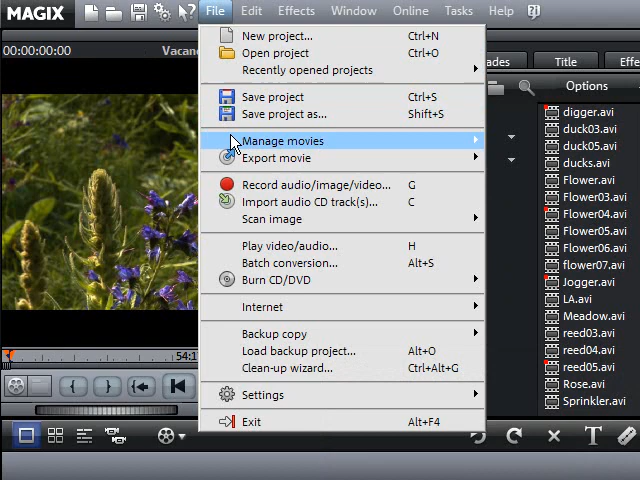 MAGIX File Edit Effects Window Online Tasks Help
00:00:00:00 Vacan
New project... Ctrl+N
Open project Ctrl+O
Recently opened projects
Save project Ctrl+S
Save project as... Shift+S
Manage movies
Export movie
Record audio/image/video... G
Import audio CD track(s)... C
Scan image
Play video/audio... H
Batch conversion... Alt+S
Burn CD/DVD
Internet
Backup copy
Load backup project... Alt+O
Clean-up wizard... Ctrl+Alt+G
Settings
Exit Alt+F4
54:1
ades Title Effe
Options
digger.avi
duck03.avi
duck05.avi
ducks.avi
Flower.avi
Flower03.avi
Flower04.avi
Flower05.avi
Flower06.avi
flower07.avi
Jogger.avi
LA.avi
Meadow.avi
reed03.avi
reed04.avi
reed05.avi
Rose.avi
Sprinkler.avi